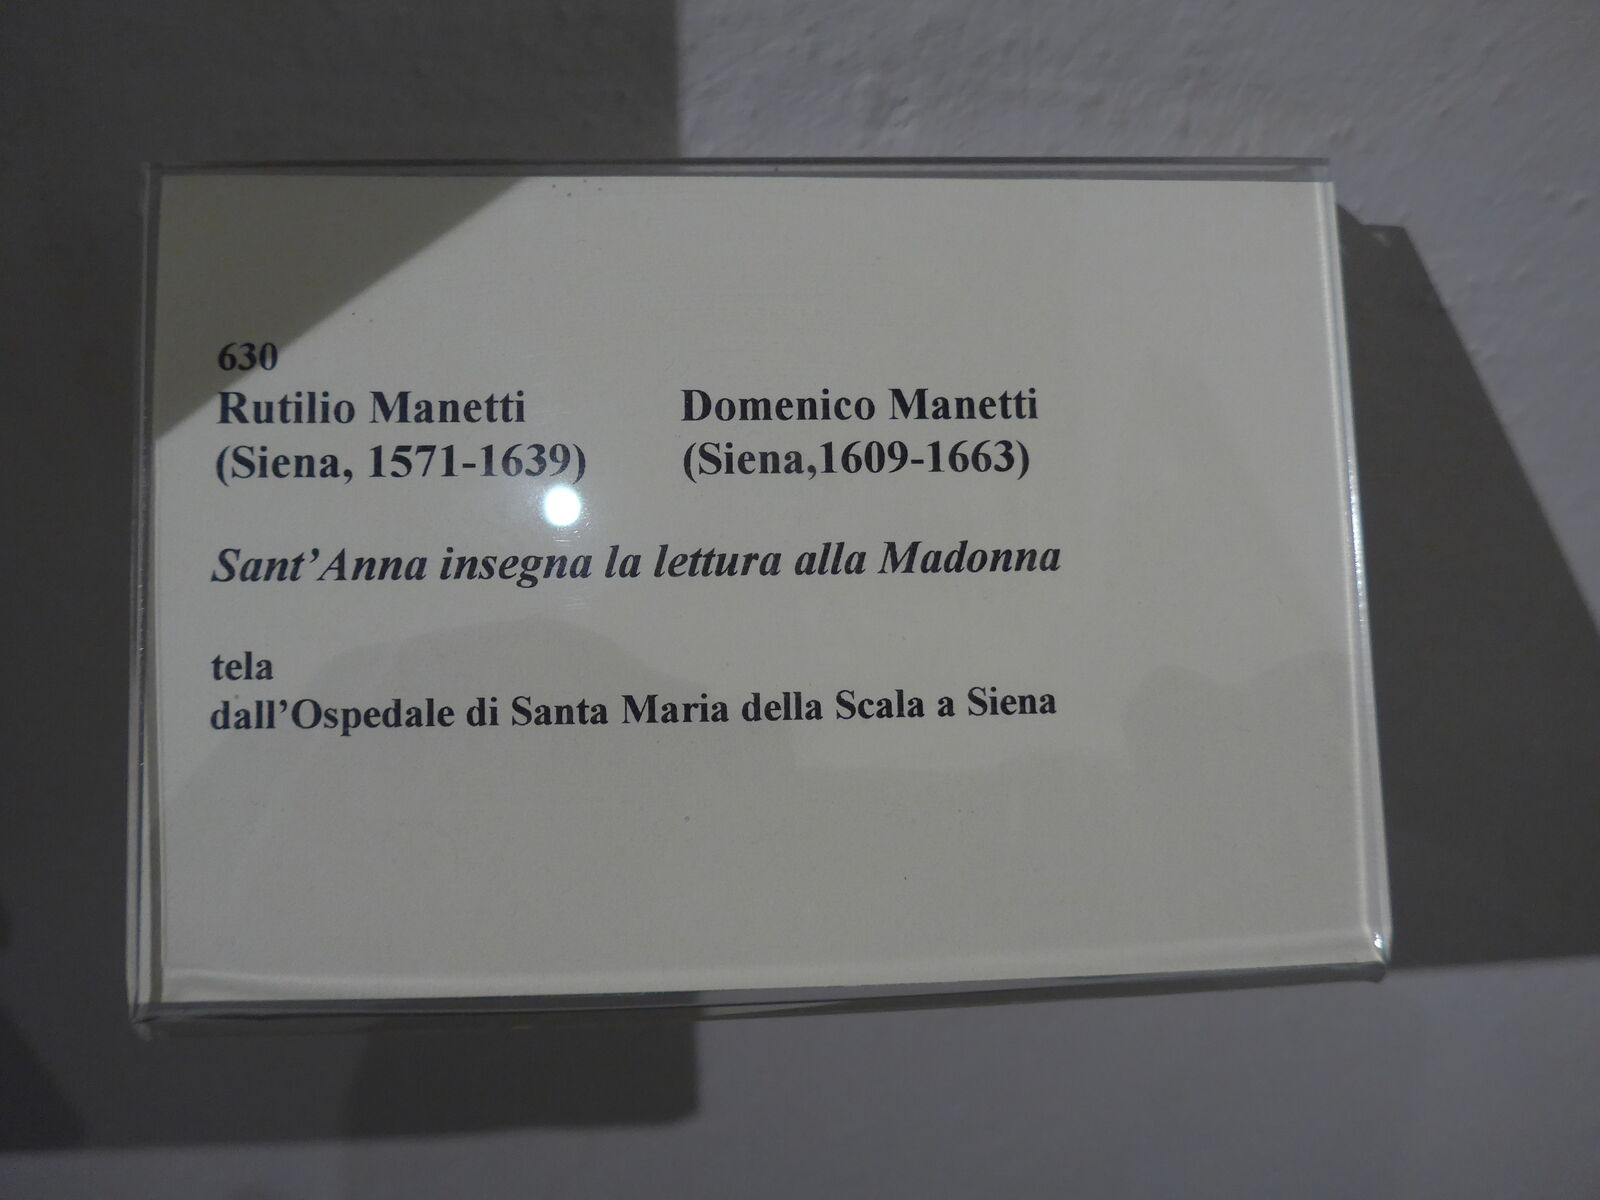 630
Rutilio Manetti Domenico Manetti
(Siena, 1571-1639) (Siena,1609-1663)
Sant’Anna insegna la lettura alla Madonna
tela
dall’Ospedale di Santa Maria della Scala a Siena